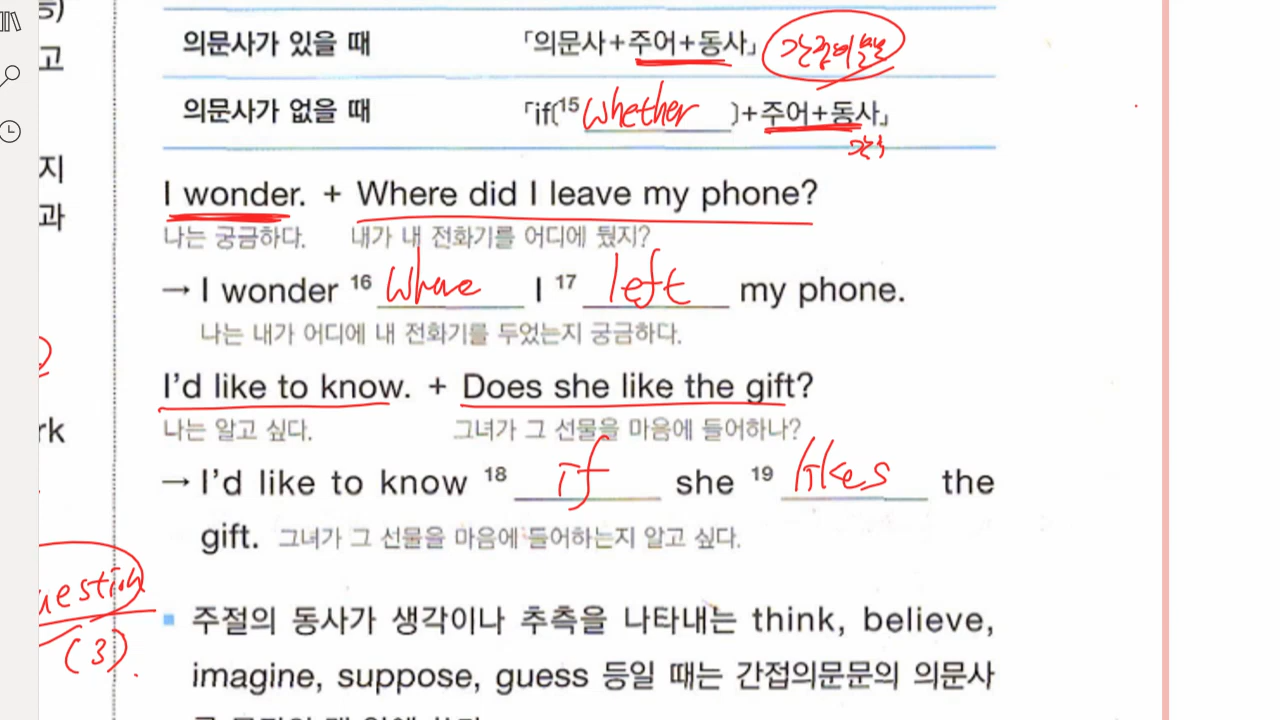 5)
고
지
과
rk
의문사가 있을 때 「의문사+주어+동사」
의문사가 없을 때 「if(15 whether )+주어+동사」
I wonder. + Where did I leave my phone?
나는 궁금하다. 내가 내 전화기를 어디에 뒀지?
→ I wonder 16 where I 17 left my phone.
나는 내가 어디에 내 전화기를 두었는지 궁금하다.
I'd like to know. + Does she like the gift?
나는 알고 싶다. 그녀가 그 선물을 마음에 들어하나?
→ I'd like to know 18 if she 19 likes the
gift. 그녀가 그 선물을 마음에 들어하는지 알고 싶다.
uestion
(3).
▪ 주절의 동사가 생각이나 추측을 나타내는 think, believe,
imagine, suppose, guess 등일 때는 간접의문문의 의문사